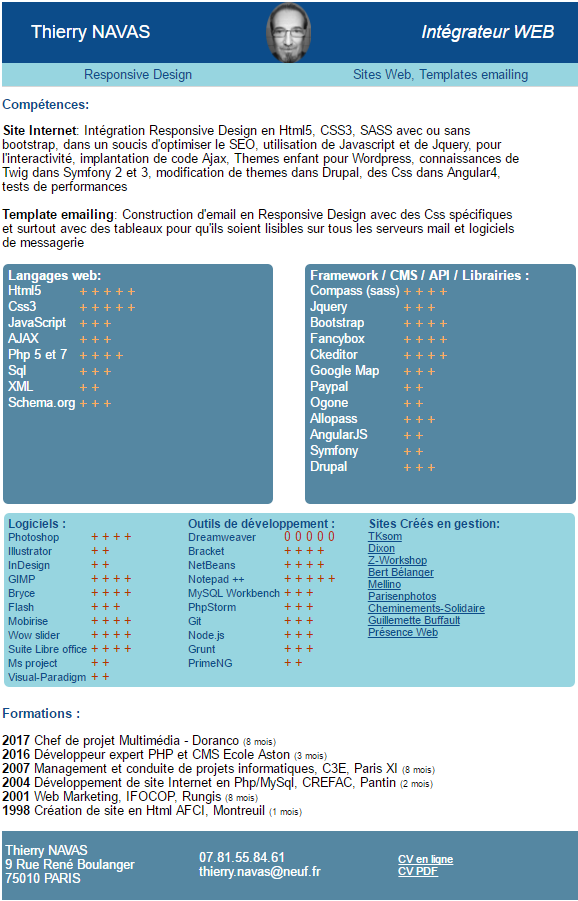 Thierry NAVAS
Intégrateur WEB
Responsive Design
Sites Web, Templates emailing
Compétences:
Site Internet: Intégration Responsive Design en Html5, CSS3, SASS avec ou sans
bootstrap, dans un soucis d'optimiser le SEO, utilisation de Javascript et de Jquery, pour
l'interactivité, implantation de code Ajax, Themes enfant pour Wordpress, connaissances de
Twig dans Symfony 2 et 3, modification de themes dans Drupal, des Css dans Angular4,
tests de performances
Template emailing: Construction d'email en Responsive Design avec des Css spécifiques
et surtout avec des tableaux pour qu'ils soient lisibles sur tous les serveurs mail et logiciels
de messagerie
Langages web:
Html5 + + + + +
Css3 + + + + +
JavaScript + + +
AJAX + + +
Php 5 et 7 + + + +
Sql + + +
XML + +
Schema.org + + +
Framework / CMS / API / Librairies :
Compass (sass) + + + +
Jquery + + +
Bootstrap + + + +
Fancybox + + + +
Ckeditor + + + +
Google Map + + +
Paypal + +
Ogone + +
Allopass + + +
AngularJS + +
Symfony + +
Drupal + + +
Logiciels :
Photoshop + + + +
Illustrator + +
InDesign + +
GIMP + + + +
Bryce + + + +
Flash + + +
Mobirise + + + +
Wow slider + + + +
Suite Libre office + + + +
Ms project + +
Visual-Paradigm + +
Outils de développement :
Dreamweaver 0 0 0 0 0
Bracket + + + +
NetBeans + + + +
Notepad ++ + + + + +
MySQL Workbench + + +
PhpStorm + + +
Git + + +
Node.js + + +
Grunt + + +
PrimeNG + +
Sites Créés en gestion:
TKsom
Dixon
Z-Workshop
Bert Bélanger
Mellino
Parisenphotos
Cheminements-Solidaire
Guillemette Buffault
Présence Web
Formations :
2017 Chef de projet Multimédia - Doranco (8 mois)
2016 Développeur expert PHP et CMS Ecole Aston (3 mois)
2007 Management et conduite de projets informatiques, C3E, Paris XI (8 mois)
2004 Développement de site Internet en Php/MySql, CREFAC, Pantin (2 mois)
2001 Web Marketing, IFOCOP, Rungis (8 mois)
1998 Création de site en Html AFCI, Montreuil (1 mois)
Thierry NAVAS
9 Rue René Boulanger
75010 PARIS
07.81.55.84.61
thierry.navas@neuf.fr
CV en ligne
CV PDF